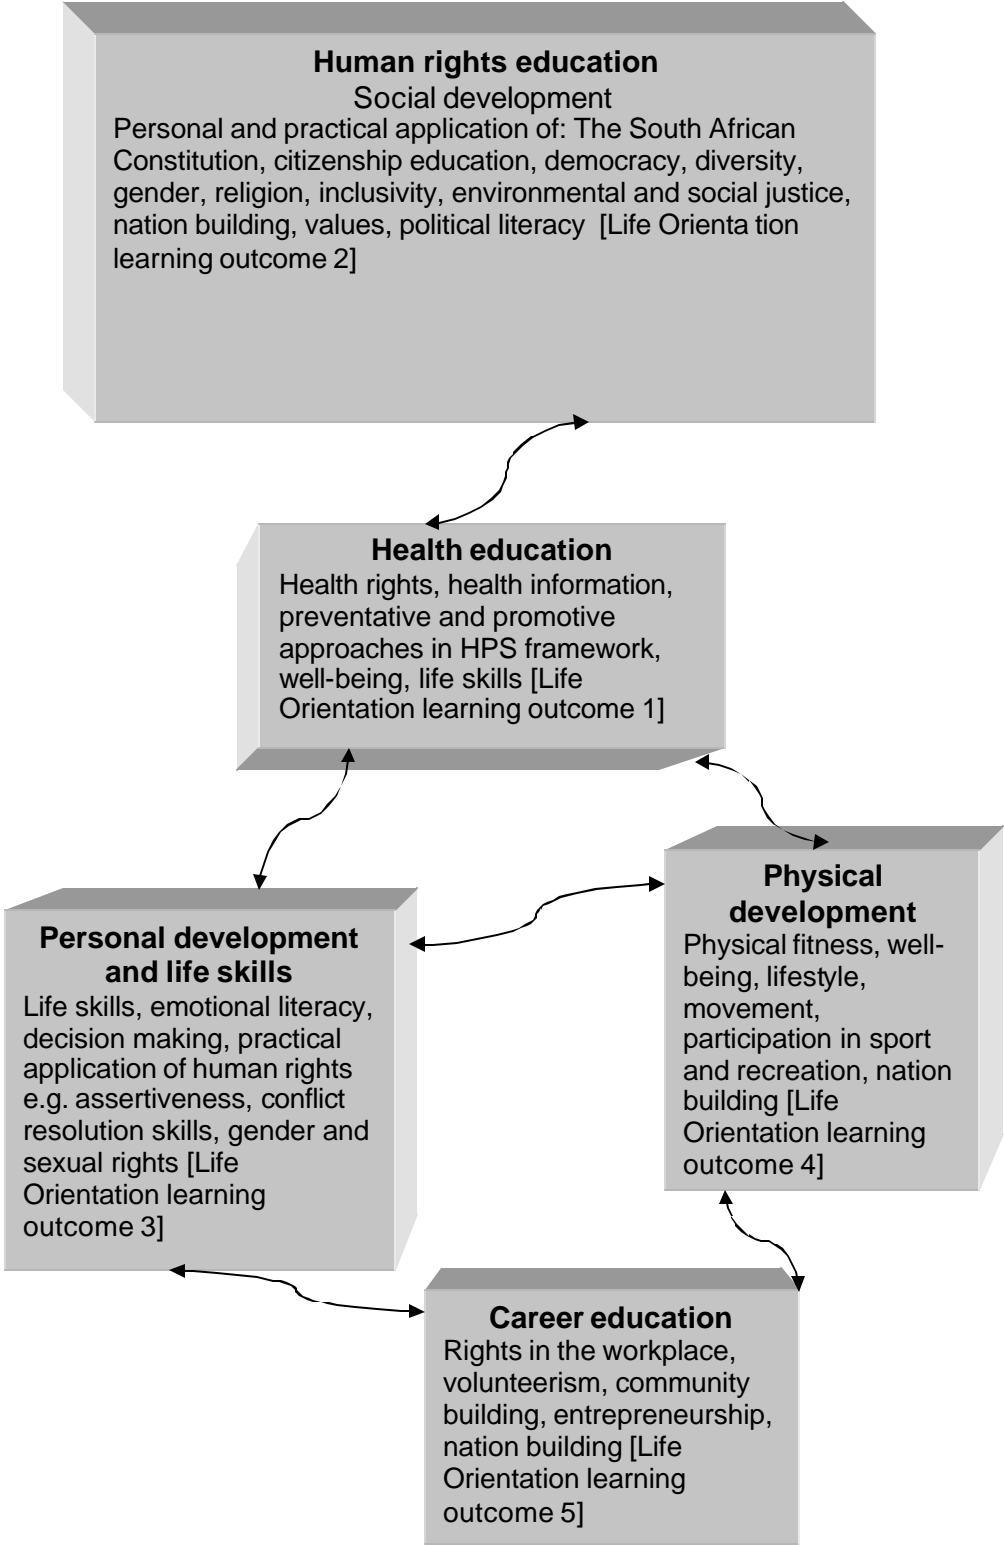 Human rights education
Social development
Personal and practical application of: The South African
Constitution, citizenship education, democracy, diversity,
gender, religion, inclusivity, environmental and social justice,
nation building, values, political literacy [Life Orienta tion
learning outcome 2]
Health education
Health rights, health information,
preventative and promotive
approaches in HPS framework,
well-being, life skills [Life
Orientation learning outcome 1]
Personal development
and life skills
Life skills, emotional literacy,
decision making, practical
application of human rights
e.g. assertiveness, conflict
resolution skills, gender and
sexual rights [Life
Orientation learning
outcome 3]
Physical
development
Physical fitness, well-
being, lifestyle,
movement,
participation in sport
and recreation, nation
building [Life
Orientation learning
outcome 4]
Career education
Rights in the workplace,
volunteerism, community
building, entrepreneurship,
nation building [Life
Orientation learning
outcome 5]